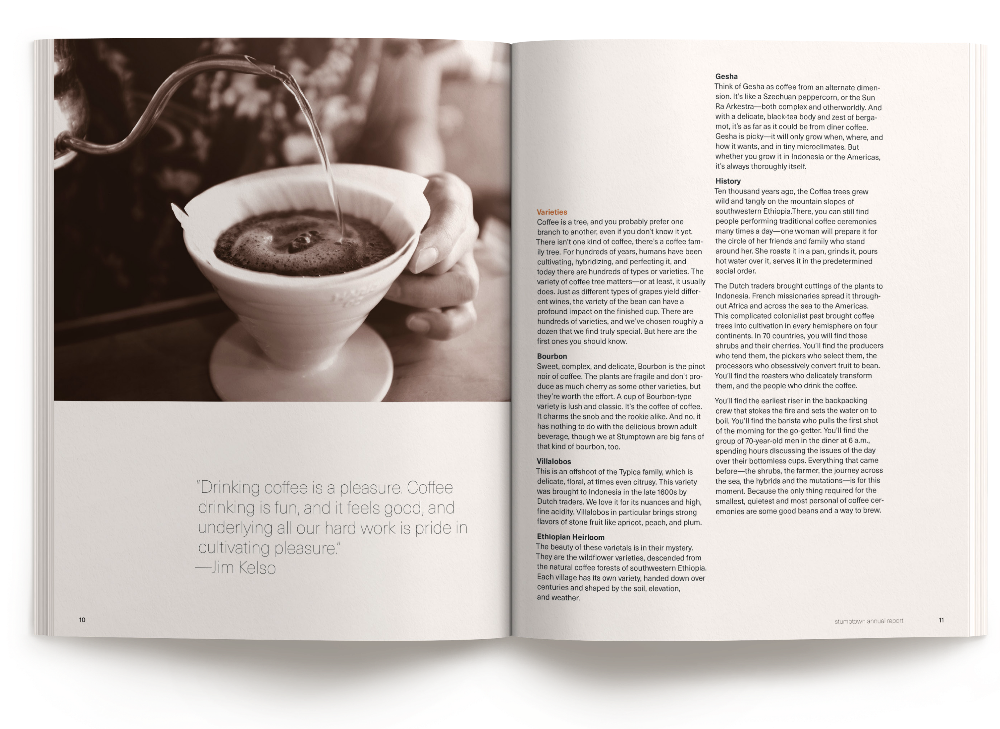 "Drinking coffee is a pleasure. Coffee
drinking is fun, and it feels good, and
underlying all our hard work is pride in
cultivating pleasure."
—Jim Kelso
10
Varieties
Coffee is a tree, and you probably prefer one
branch to another, even if you don't know it yet.
There isn't one kind of coffee, there's a coffee fam-
ily tree. For hundreds of years, humans have been
cultivating, hybridizing, and perfecting it, and
today there are hundreds of types or varieties. The
variety of coffee tree matters—or at least, it usually
does. Just as different types of grapes yield differ-
ent wines, the variety of the bean can have a
profound impact on the finished cup. There are
hundreds of varieties, and we've chosen roughly a
dozen that we find truly special. But here are the
first ones you should know.
Bourbon
Sweet, complex, and delicate, Bourbon is the pinot
noir of coffee. The plants are fragile and don't pro-
duce as much cherry as some other varieties, but
they're worth the effort. A cup of Bourbon-type
variety is lush and classic. It's the coffee of coffee.
It charms the snob and the rookie alike. And no, it
has nothing to do with the delicious brown adult
beverage, though we at Stumptown are big fans of
that kind of bourbon, too.
Villalobos
This is an offshoot of the Typica family, which is
delicate, floral, at times even citrusy. This variety
was brought to Indonesia in the late 1600s by
Dutch traders. We love it for its nuances and high,
fine acidity. Villalobos in particular brings strong
flavors of stone fruit like apricot, peach, and plum.
Ethiopian Heirloom
The beauty of these varietals is in their mystery.
They are the wildflower varieties, descended from
the natural coffee forests of southwestern Ethiopia.
Each village has its own variety, handed down over
centuries and shaped by the soil, elevation,
and weather.
Gesha
Think of Gesha as coffee from an alternate dimen-
sion. It's like a Szechuan peppercorn, or the Sun
Ra Arkestra—both complex and otherworldly. And
with a delicate, black-tea body and zest of berga-
mot, it's as far as it could be from diner coffee.
Gesha is picky—it will only grow when, where, and
how it wants, and in tiny microclimates. But
whether you grow it in Indonesia or the Americas,
it's always thoroughly itself.
History
Ten thousand years ago, the Coffea trees grew
wild and tangly on the mountain slopes of
southwestern Ethiopia.There, you can still find
people performing traditional coffee ceremonies
many times a day—one woman will prepare it for
the circle of her friends and family who stand
around her. She roasts it in a pan, grinds it, pours
hot water over it, serves it in the predetermined
social order.
The Dutch traders brought cuttings of the plants to
Indonesia. French missionaries spread it through-
out Africa and across the sea to the Americas.
This complicated colonialist past brought coffee
trees into cultivation in every hemisphere on four
continents. In 70 countries, you will find those
shrubs and their cherries. You'll find the producers
who tend them, the pickers who select them, the
processors who obsessively convert fruit to bean.
You'll find the roasters who delicately transform
them, and the people who drink the coffee.
You'll find the earliest riser in the backpacking
crew that stokes the fire and sets the water on to
boil. You'll find the barista who pulls the first shot
of the morning for the go-getter. You'll find the
group of 70-year-old men in the diner at 6 a.m.,
spending hours discussing the issues of the day
over their bottomless cups. Everything that came
before—the shrubs, the farmer, the journey across
the sea, the hybrids and the mutations—is for this
moment. Because the only thing required for the
smallest, quietest and most personal of coffee cer-
emonies are some good beans and a way to brew.
stumptown annual report
11